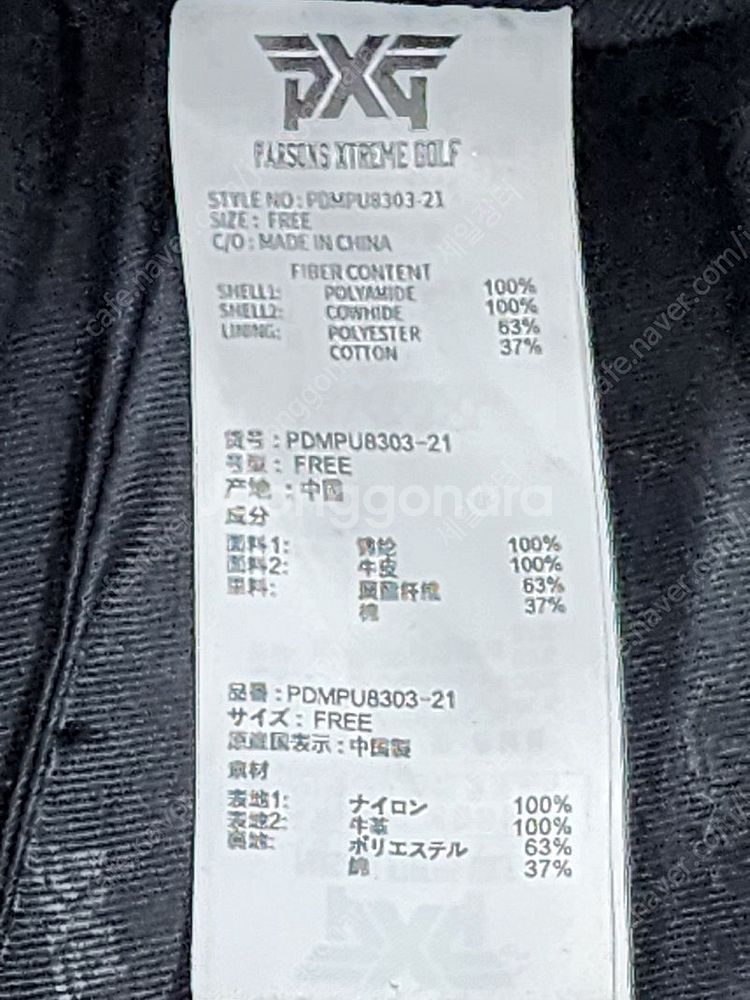 PXG
PARSONS XTREME GOLF
STYLE NO : PDMPU8303-21
SIZE : FREE
C/O : MADE IN CHINA
FIBER CONTENT
SHELL1: POLYAMIDE 100%
SHELL2: COWHIDE 100%
LINING: POLYESTER 63%
COTTON 37%
货号 : PDMPU8303-21
号型 : FREE
产地 : 中国
成分
面料1: 锦纶 100%
面料2: 牛皮 100%
里料: 聚酯纤维 63%
棉 37%
品番 : PDMPU8303-21
サイズ : FREE
原産国表示 : 中国製
素材
表地1: ナイロン 100%
表地2: 牛革 100%
裏地: ポリエステル 63%
綿 37%